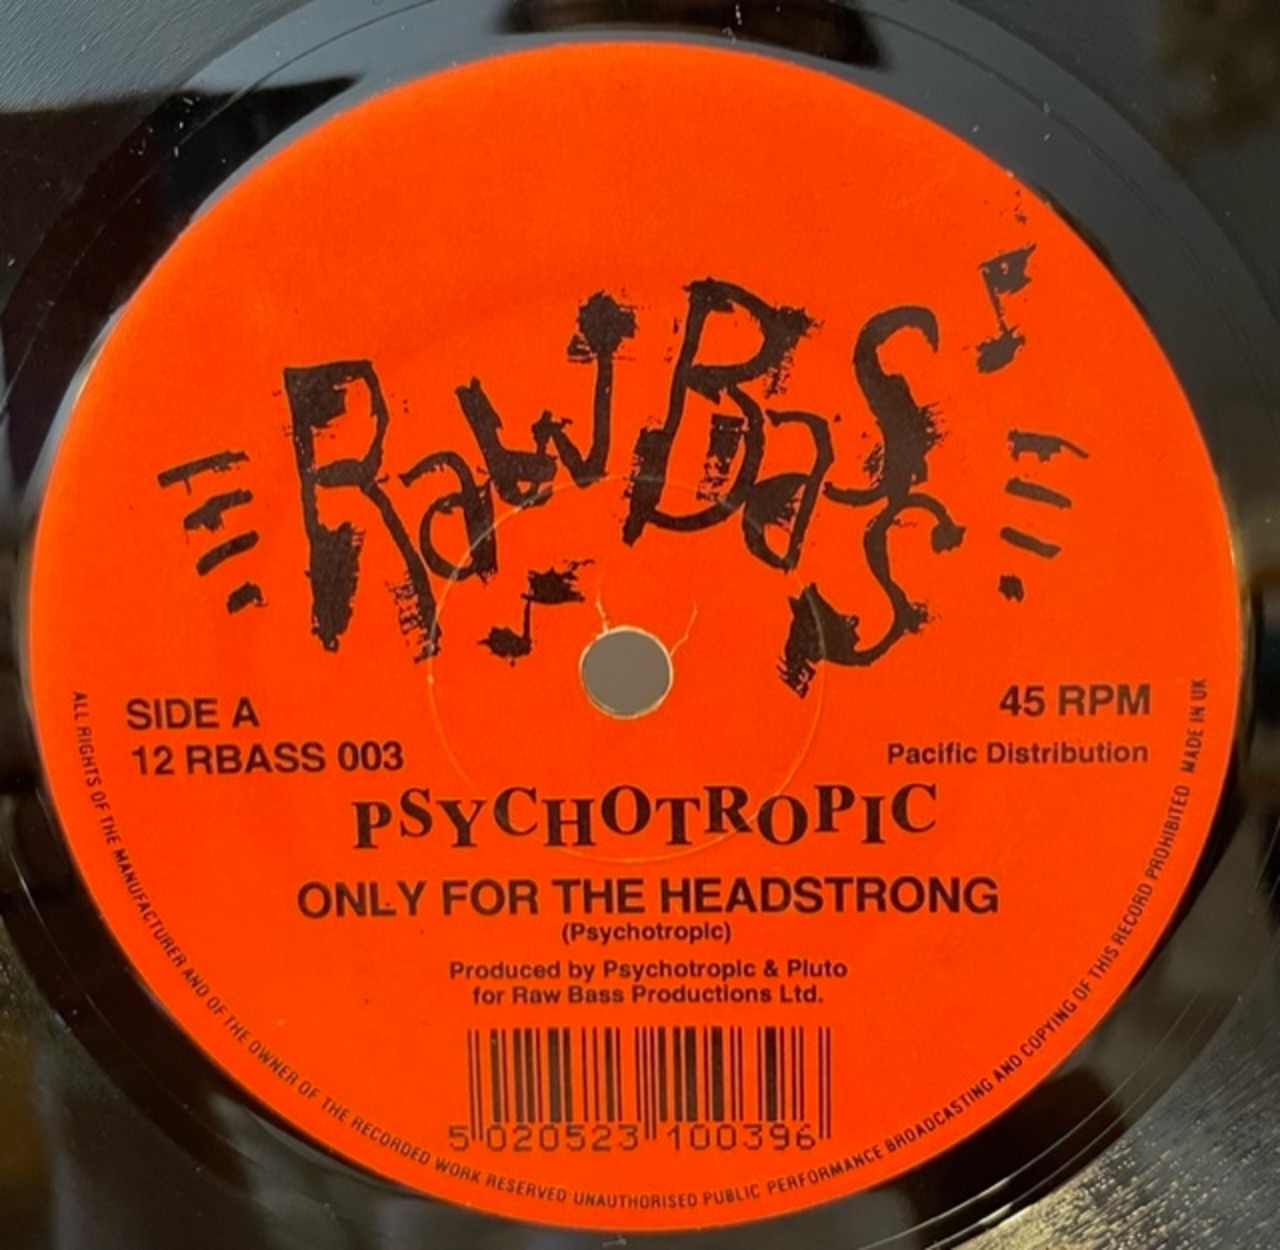 Raw Bass
SIDE A
12 RBASS 003
45 RPM
Pacific Distribution
PSYCHOTROPIC
ONLY FOR THE HEADSTRONG
(Psychotropic)
Produced by Psychotropic & Pluto
for Raw Bass Productions Ltd.
5 020523 100396
ALL RIGHTS OF THE MANUFACTURER AND OF THE OWNER OF THE RECORDED WORK RESERVED UNAUTHORISED PUBLIC PERFORMANCE BROADCASTING AND COPYING OF THIS RECORD PROHIBITED MADE IN UK